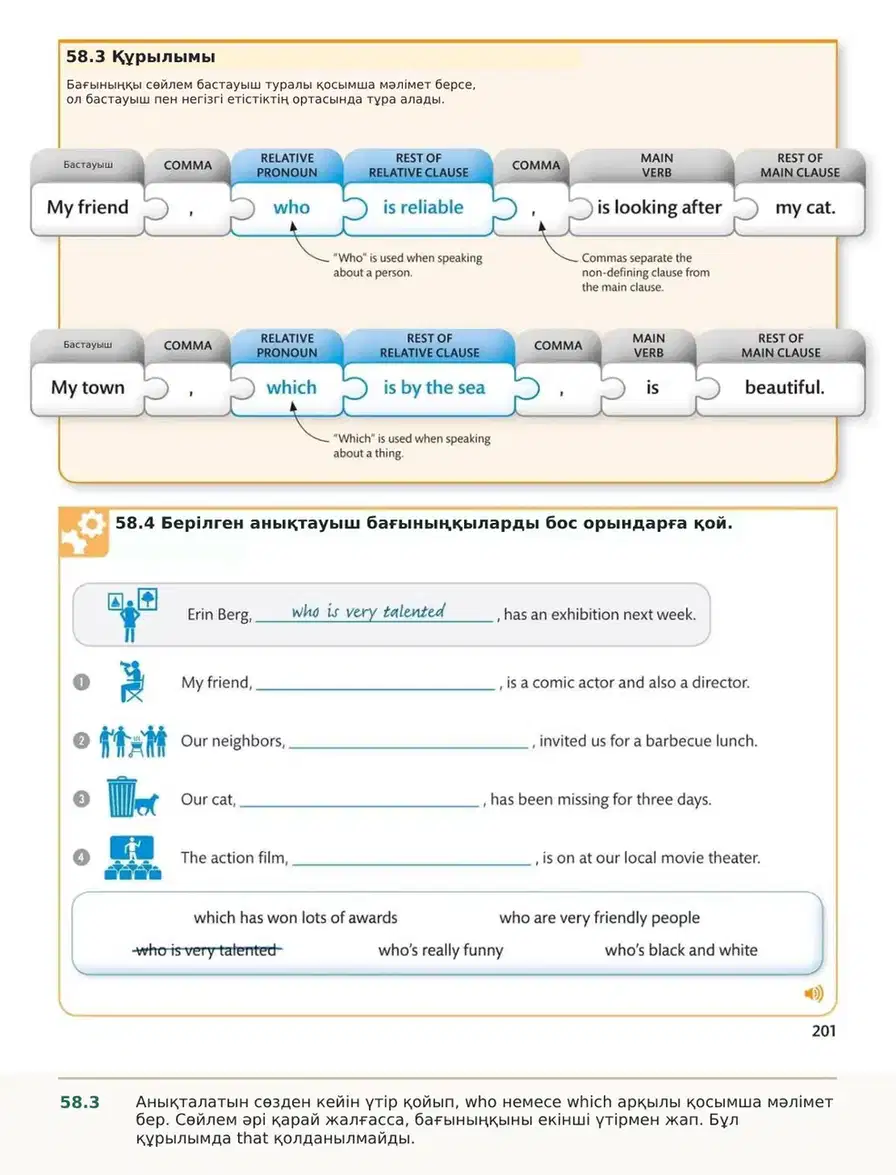 58.3 Құрылымы
Бағыныңқы сөйлем бастауыш туралы қосымша мәлімет берсе,
ол бастауыш пен негізгі етістіктің ортасында тұра алады.
Бастауыш
COMMA
RELATIVE
PRONOUN
REST OF
RELATIVE CLAUSE
COMMA
MAIN
VERB
REST OF
MAIN CLAUSE
My friend , who is reliable , is looking after my cat.
"Who" is used when speaking
about a person.
Commas separate the
non-defining clause from
the main clause.
Бастауыш
COMMA
RELATIVE
PRONOUN
REST OF
RELATIVE CLAUSE
COMMA
MAIN
VERB
REST OF
MAIN CLAUSE
My town , which is by the sea , is beautiful.
"Which" is used when speaking
about a thing.
58.4 Берілген анықтауыш бағыныңқыларды бос орындарға қой.
Erin Berg, who is very talented , has an exhibition next week.
1 My friend, , is a comic actor and also a director.
2 Our neighbors, , invited us for a barbecue lunch.
3 Our cat, , has been missing for three days.
4 The action film, , is on at our local movie theater.
which has won lots of awards who are very friendly people
who is very talented who's really funny who's black and white
201
58.3 Анықталатын сөзден кейін үтір қойып, who немесе which арқылы қосымша мәлімет
бер. Сөйлем әрі қарай жалғасса, бағыныңқыны екінші үтірмен жап. Бұл
құрылымда that қолданылмайды.